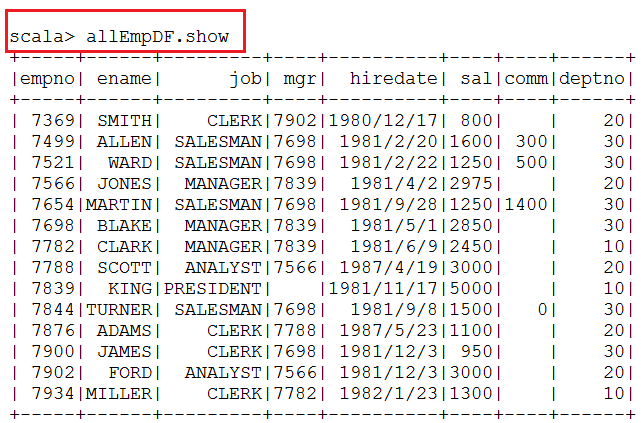 scala> allEmpDF.show
+-----+------+---------+----+----------+----+----+------+
|empno| ename|      job| mgr|  hiredate| sal|comm|deptno|
+-----+------+---------+----+----------+----+----+------+
| 7369| SMITH|    CLERK|7902|1980/12/17| 800|    |    20|
| 7499| ALLEN| SALESMAN|7698| 1981/2/20|1600| 300|    30|
| 7521|  WARD| SALESMAN|7698| 1981/2/22|1250| 500|    30|
| 7566| JONES|  MANAGER|7839|  1981/4/2|2975|    |    20|
| 7654|MARTIN| SALESMAN|7698| 1981/9/28|1250|1400|    30|
| 7698| BLAKE|  MANAGER|7839|  1981/5/1|2850|    |    30|
| 7782| CLARK|  MANAGER|7839|  1981/6/9|2450|    |    10|
| 7788| SCOTT|  ANALYST|7566| 1987/4/19|3000|    |    20|
| 7839|  KING|PRESIDENT|    |1981/11/17|5000|    |    10|
| 7844|TURNER| SALESMAN|7698|  1981/9/8|1500|   0|    30|
| 7876| ADAMS|    CLERK|7788| 1987/5/23|1100|    |    20|
| 7900| JAMES|    CLERK|7698| 1981/12/3| 950|    |    30|
| 7902|  FORD|  ANALYST|7566| 1981/12/3|3000|    |    20|
| 7934|MILLER|    CLERK|7782| 1982/1/23|1300|    |    10|
+-----+------+---------+----+----------+----+----+------+